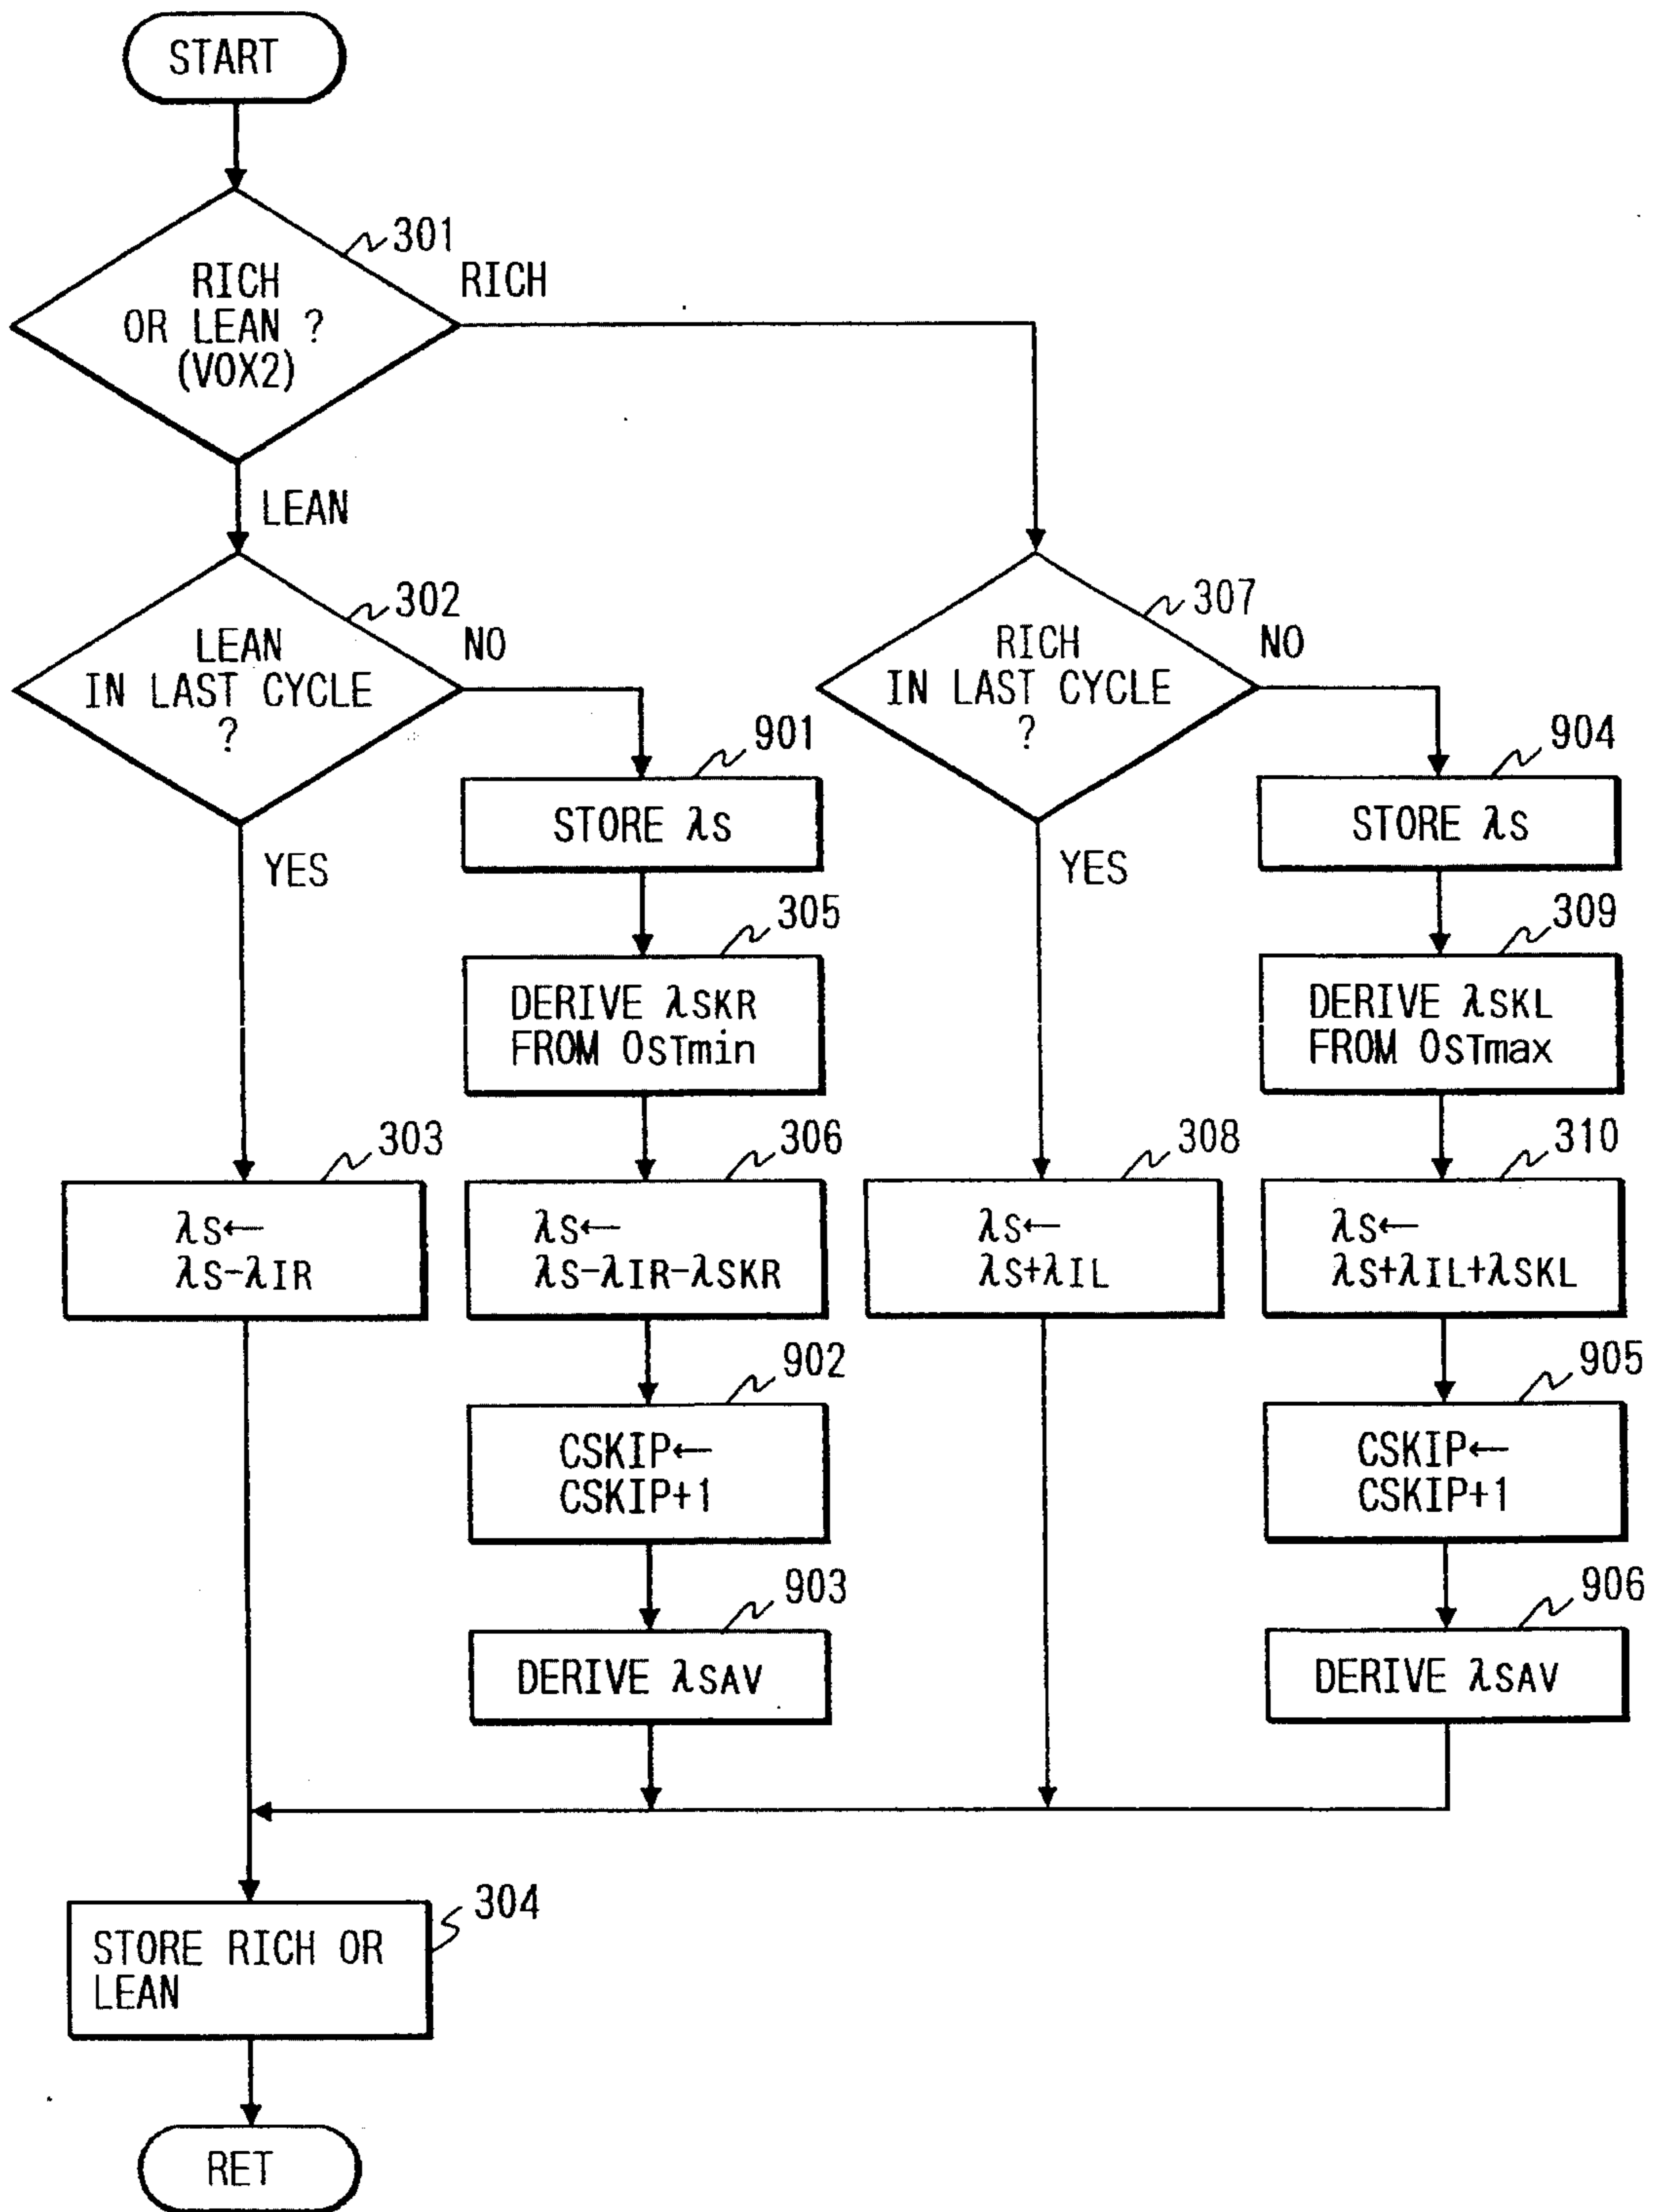 START
301
RICH
OR LEAN ?
(VOX2)
RICH
LEAN
302
LEAN
IN LAST CYCLE
?
NO
YES
307
RICH
IN LAST CYCLE
?
NO
YES
901
STORE λS
904
STORE λS
305
DERIVE λSKR
FROM OSTmin
309
DERIVE λSKL
FROM OSTmax
303
λS←
λS-λIR
306
λS←
λS-λIR-λSKR
308
λS←
λS+λIL
310
λS←
λS+λIL+λSKL
902
CSKIP←
CSKIP+1
905
CSKIP←
CSKIP+1
903
DERIVE λSAV
906
DERIVE λSAV
304
STORE RICH OR
LEAN
RET